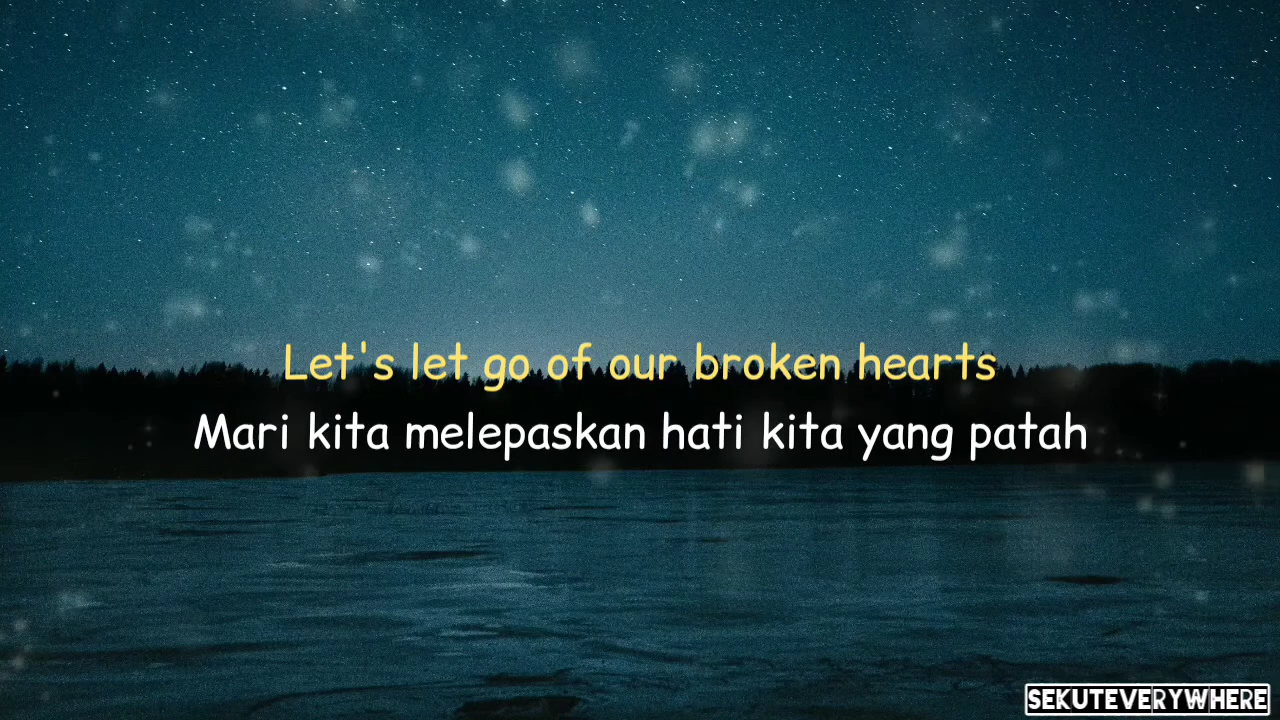 Let's let go of our broken hearts
Mari kita melepaskan hati kita yang patah
SEKUTEVERYWHERE